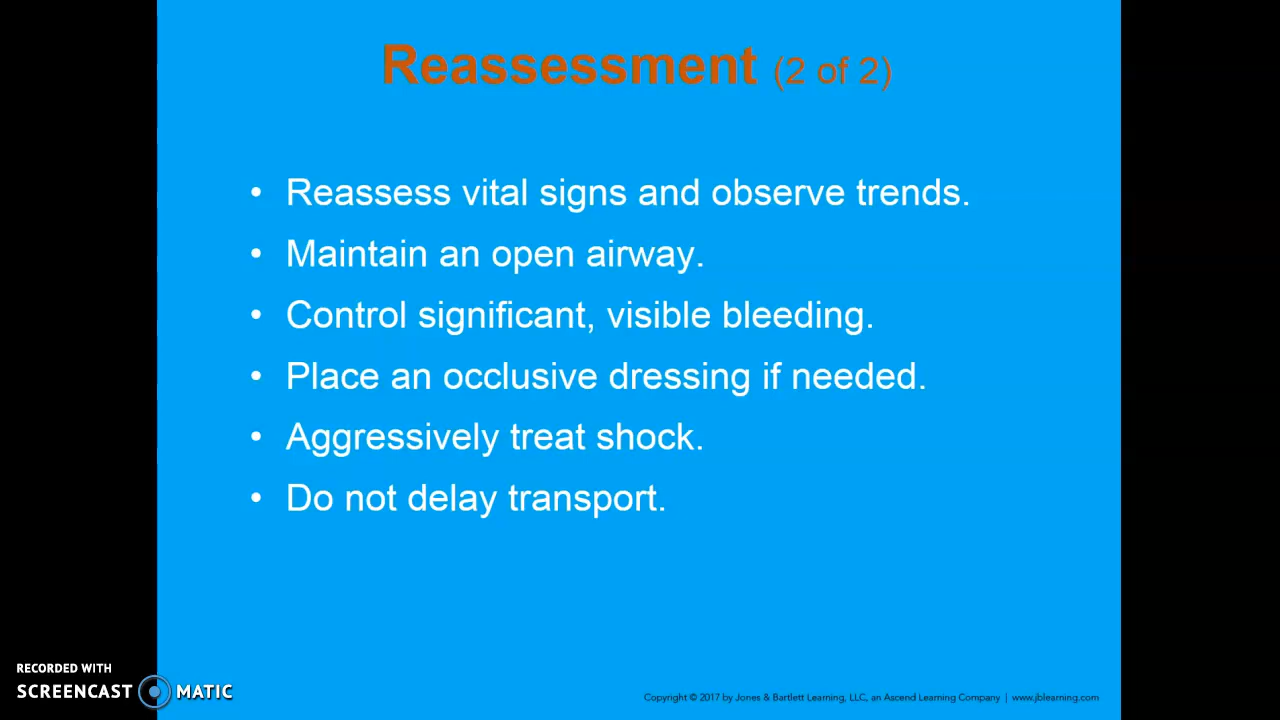 Reassessment (2 of 2)
• Reassess vital signs and observe trends.
• Maintain an open airway.
• Control significant, visible bleeding.
• Place an occlusive dressing if needed.
• Aggressively treat shock.
• Do not delay transport.
RECORDED WITH
SCREENCAST MATIC
Copyright © 2017 by Jones & Bartlett Learning, LLC, an Ascend Learning Company | www.jblearning.com